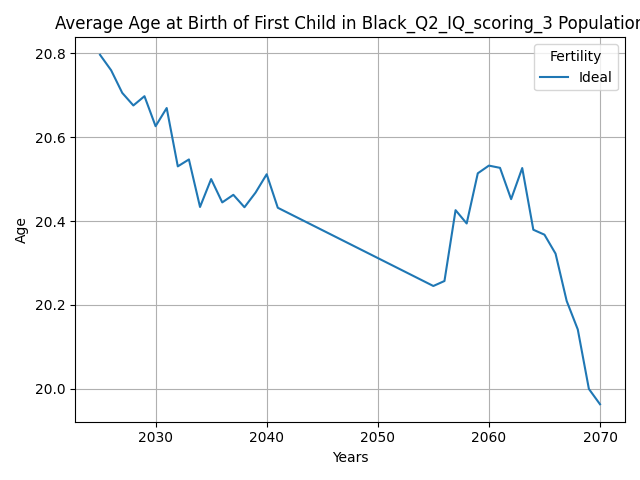 Average Age at Birth of First Child in Black_Q2_IQ_scoring_3 Population
Fertility
Ideal
20.8
20.6
20.4
20.2
20.0
Age
2030 2040 2050 2060 2070
Years